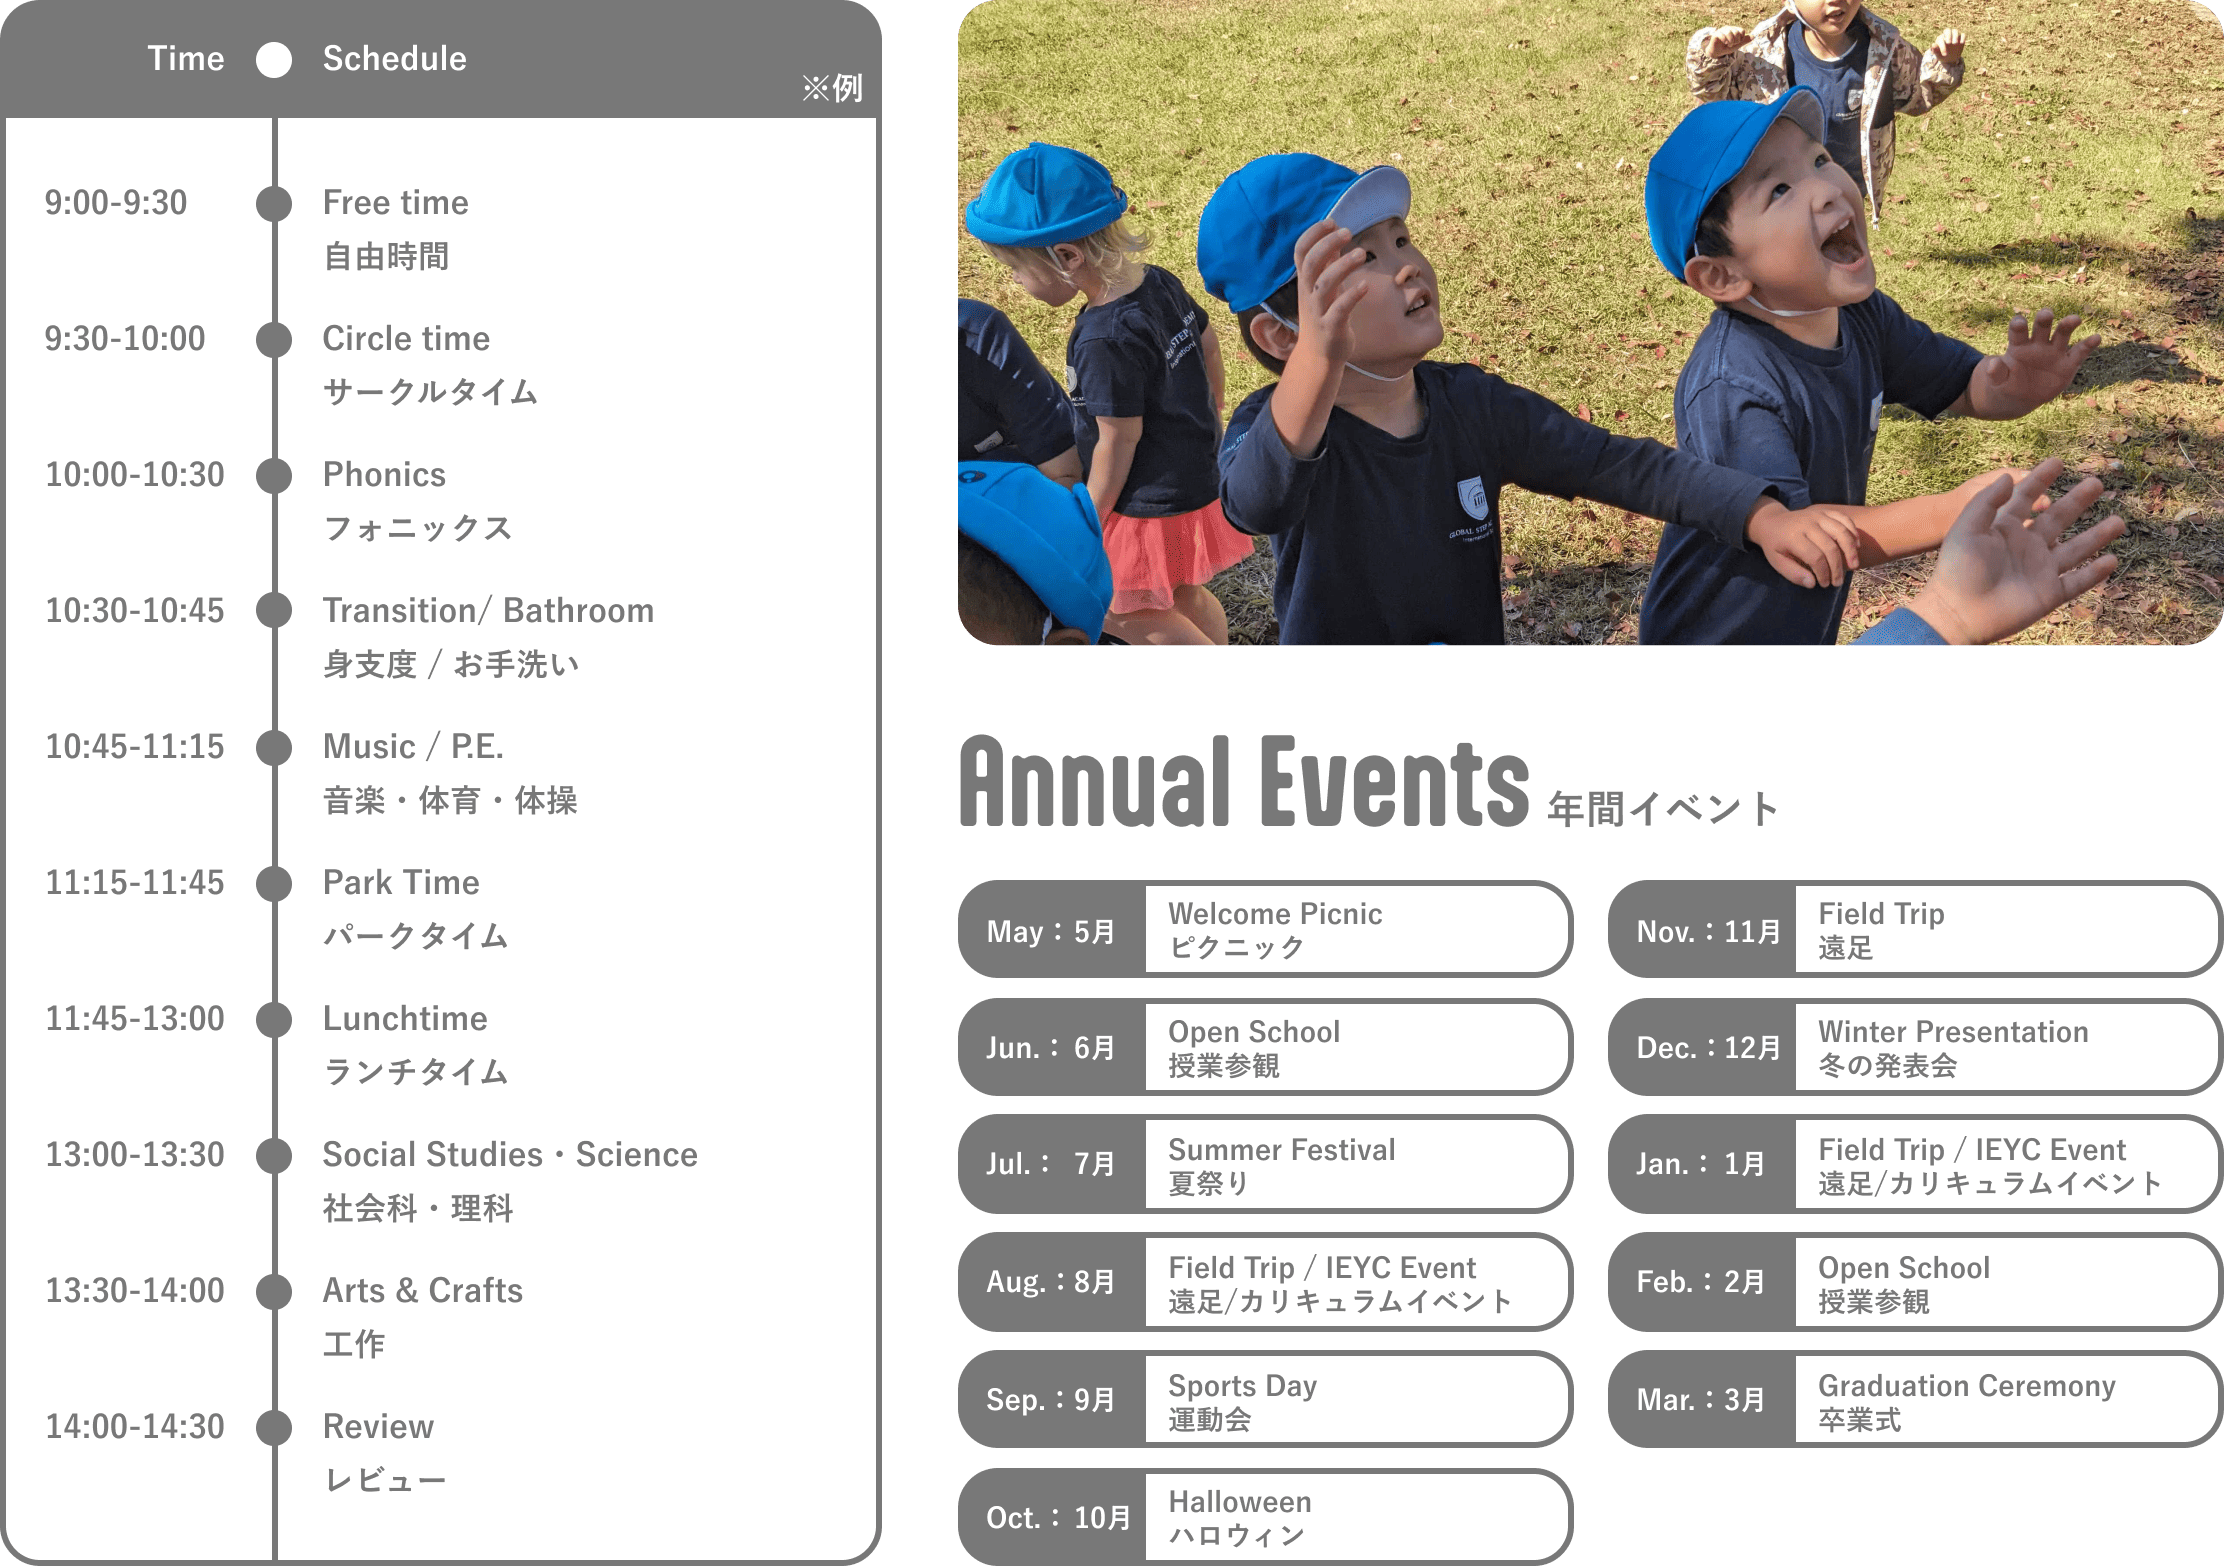 Time Schedule
※例
9:00-9:30 Free time
自由時間
9:30-10:00 Circle time
サークルタイム
10:00-10:30 Phonics
フォニックス
10:30-10:45 Transition/ Bathroom
身支度 / お手洗い
10:45-11:15 Music / P.E.
音楽・体育・体操
11:15-11:45 Park Time
パークタイム
11:45-13:00 Lunchtime
ランチタイム
13:00-13:30 Social Studies・Science
社会科・理科
13:30-14:00 Arts & Crafts
工作
14:00-14:30 Review
レビュー
GLOBAL STEP
Annual Events 年間イベント
May：5月
Welcome Picnic
ピクニック
Jun.：6月
Open School
授業参観
Jul.：7月
Summer Festival
夏祭り
Aug.：8月
Field Trip / IEYC Event
遠足/カリキュラムイベント
Sep.：9月
Sports Day
運動会
Oct.：10月
Halloween
ハロウィン
Nov.：11月
Field Trip
遠足
Dec.：12月
Winter Presentation
冬の発表会
Jan.：1月
Field Trip / IEYC Event
遠足/カリキュラムイベント
Feb.：2月
Open School
授業参観
Mar.：3月
Graduation Ceremony
卒業式